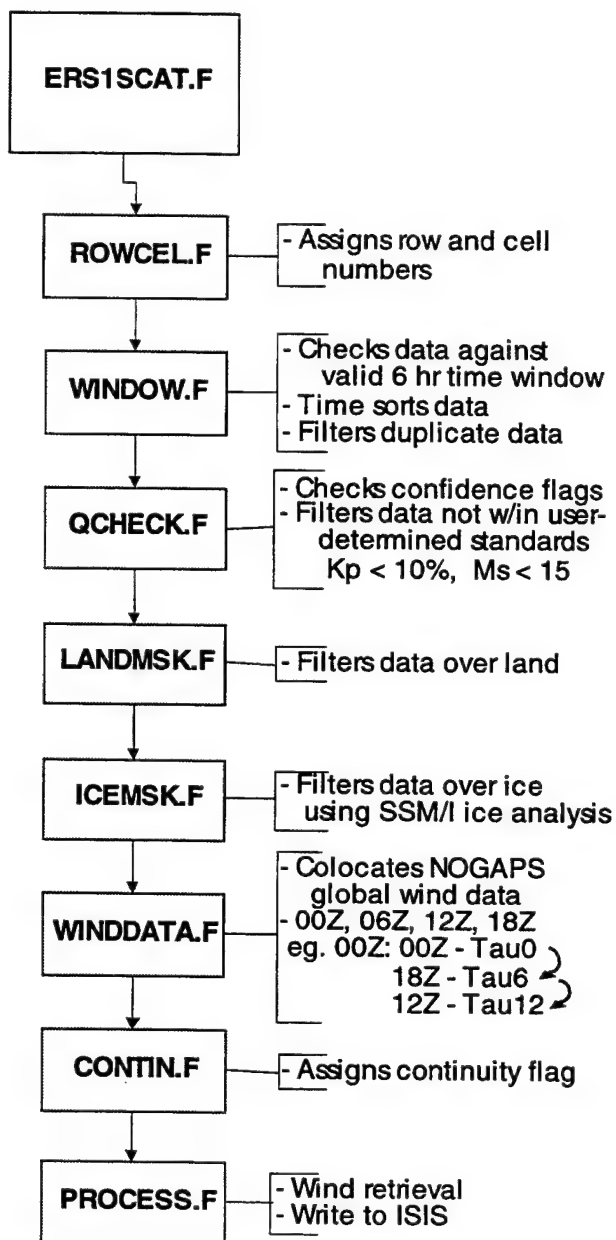 ERS1SCAT.F
ROWCEL.F
- Assigns row and cell
numbers
WINDOW.F
- Checks data against
valid 6 hr time window
- Time sorts data
- Filters duplicate data
QCHECK.F
- Checks confidence flags
- Filters data not w/in user-
determined standards
Kp < 10%, Ms < 15
LANDMSK.F
- Filters data over land
ICEMSK.F
- Filters data over ice
using SSM/I ice analysis
WINDDATA.F
- Colocates NOGAPS
global wind data
- 00Z, 06Z, 12Z, 18Z
eg. 00Z: 00Z - Tau0
18Z - Tau6
12Z - Tau12
CONTIN.F
- Assigns continuity flag
PROCESS.F
- Wind retrieval
- Write to ISIS